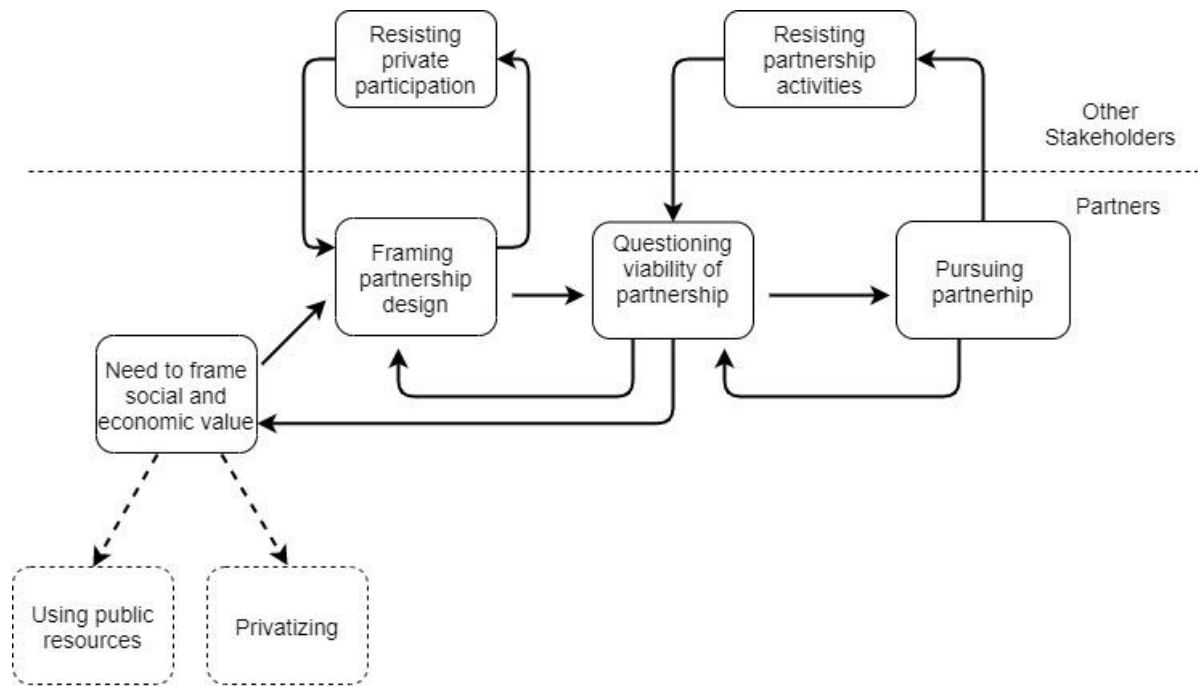 Resisting
private
participation
Resisting
partnership
activities
Other
Stakeholders
Partners
Framing
partnership
design
Questioning
viability of
partnership
Pursuing
partnerhip
Need to frame
social and
economic value
Using public
resources
Privatizing